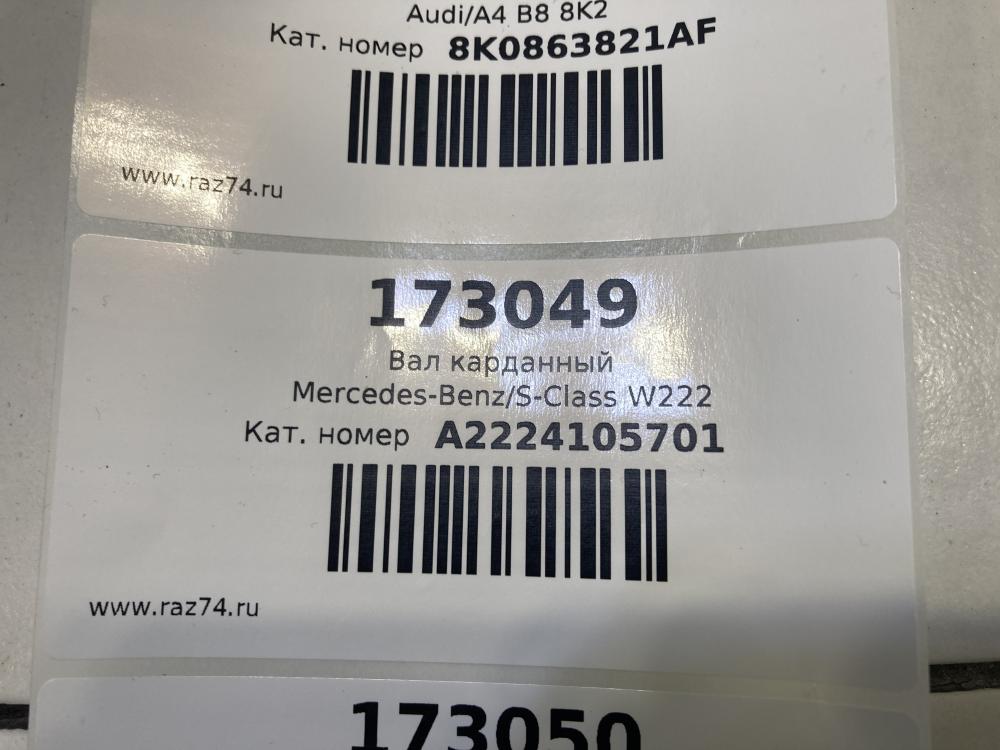 Audi/A4 B8 8K2
Кат. номер 8K0863821AF
www.raz74.ru
173049
Вал карданный
Mercedes-Benz/S-Class W222
Кат. номер A2224105701
www.raz74.ru
173050